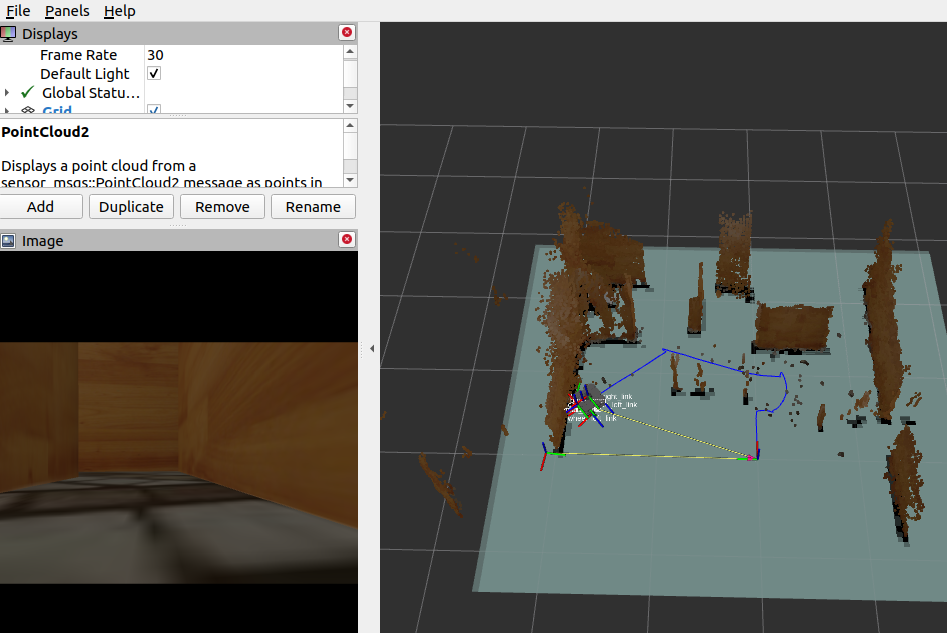 File Panels Help
Displays
Frame Rate 30
Default Light
Global Statu...
Grid
PointCloud2
Displays a point cloud from a
sensor_msgs::PointCloud2 message as points in
Add Duplicate Remove Rename
Image
right_link
left_link
link